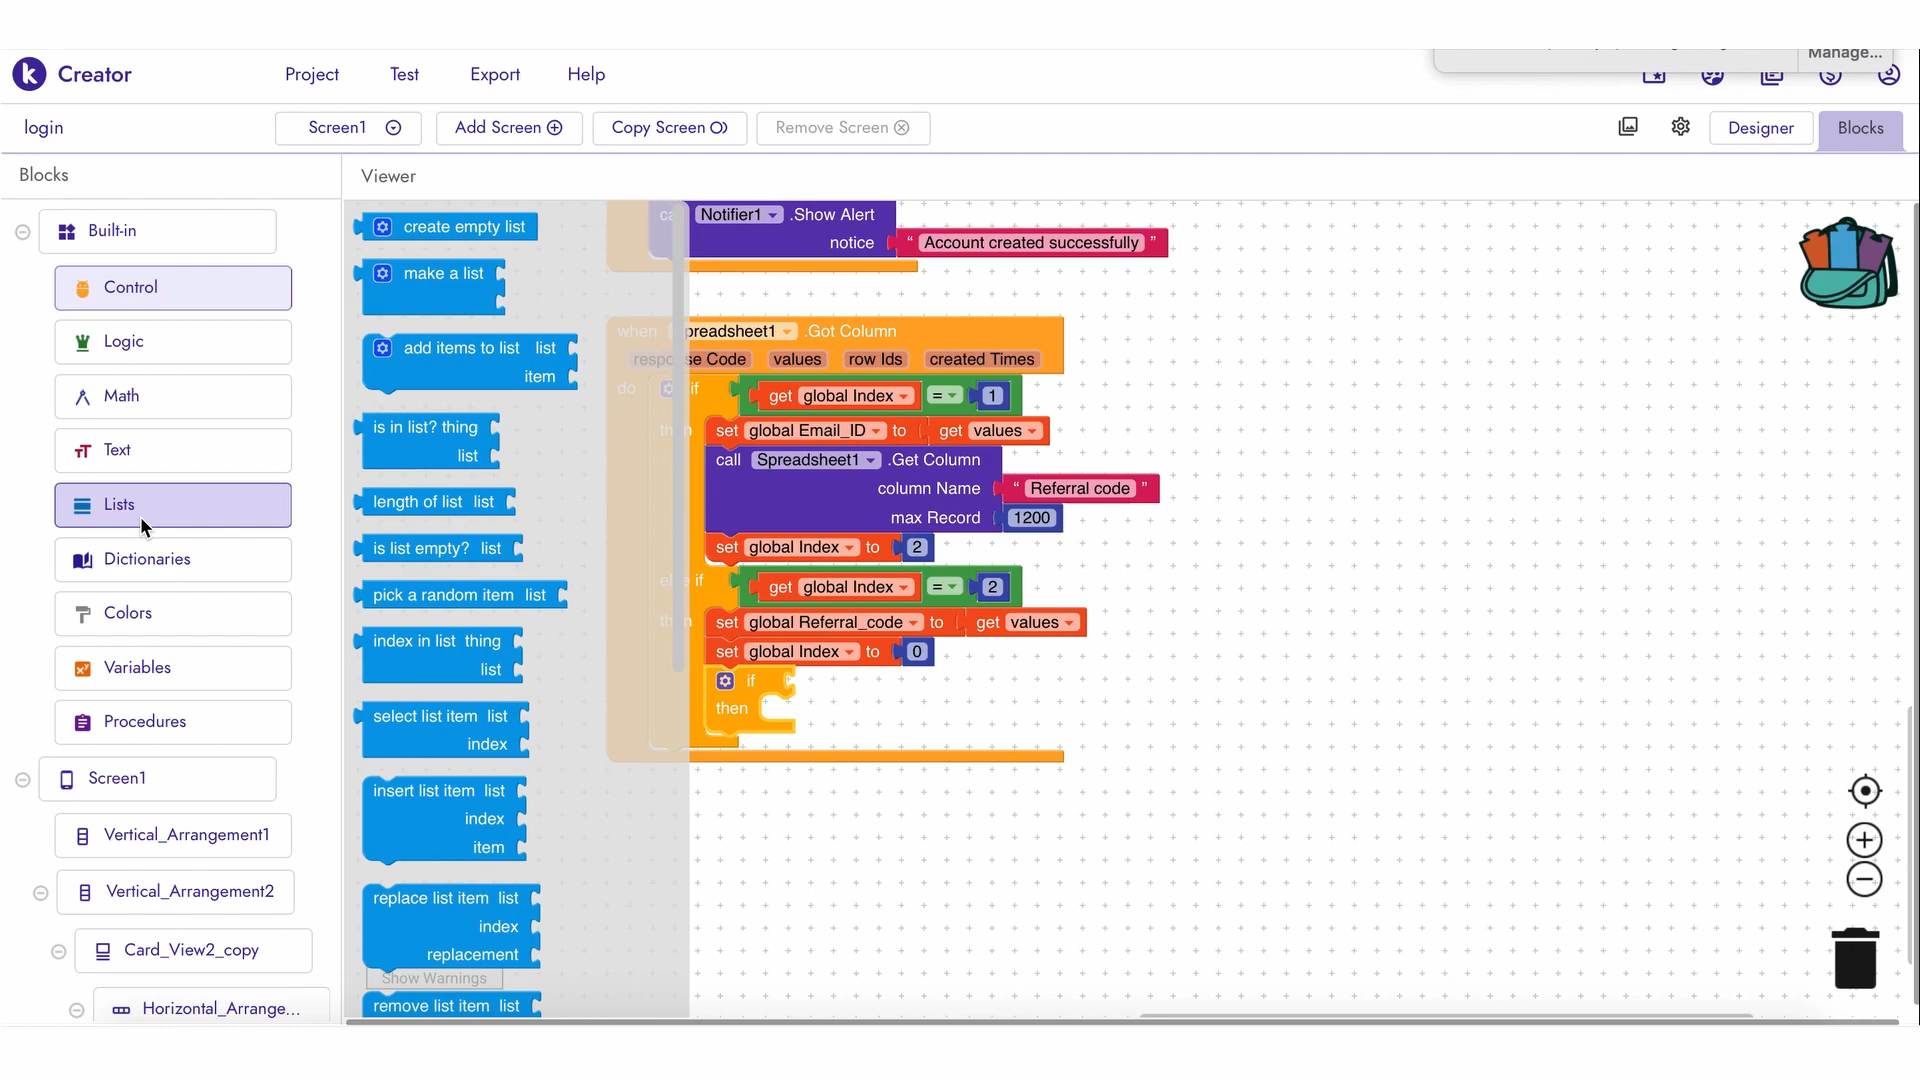 Manage...
Creator
Project
Test
Export
Help
login
Screen1
Add Screen
Copy Screen
Remove Screen
Designer
Blocks
Blocks
Viewer
Built-in
Control
Logic
Math
Text
Lists
Dictionaries
Colors
Variables
Procedures
Screen1
Vertical_Arrangement1
Vertical_Arrangement2
Card_View2_copy
Horizontal_Arrange...
create empty list
make a list
add items to list list
item
is in list? thing
list
length of list list
is list empty? list
pick a random item list
index in list thing
list
select list item list
index
insert list item list
index
item
replace list item list
index
replacement
Show Warnings
remove list item list
Notifier1 .Show Alert
notice “ Account created successfully ”
when Spreadsheet1 .Got Column
response Code values row Ids created Times
do if get global Index = 1
then set global Email_ID to get values
call Spreadsheet1 .Get Column
column Name “ Referral code ”
max Record 1200
set global Index to 2
else if get global Index = 2
then set global Referral_code to get values
set global Index to 0
if
then